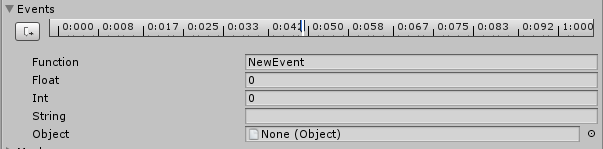 Events
0:000 0:008 0:017 0:025 0:033 0:042 0:050 0:058 0:067 0:075 0:083 0:092 1:000
Function NewEvent
Float 0
Int 0
String
Object None (Object)